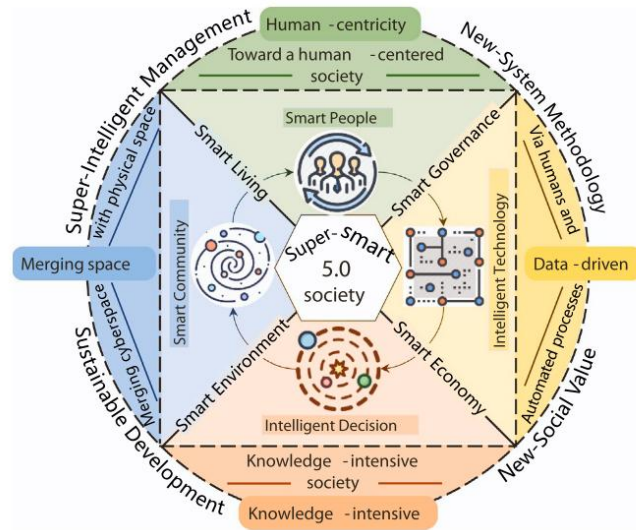 Human -centricity
Toward a human -centered
society
Super-Intelligent Management
New-System Methodology
Smart People
Smart Living
Smart Governance
with physical space
Merging space
Merging cyberspace
Smart Community
Super-smart
5.0
society
Intelligent Technology
Via humans and
Data -driven
Automated processes
Smart Environment
Smart Economy
Intelligent Decision
Sustainable Development
New-Social Value
Knowledge -intensive
society
Knowledge -intensive